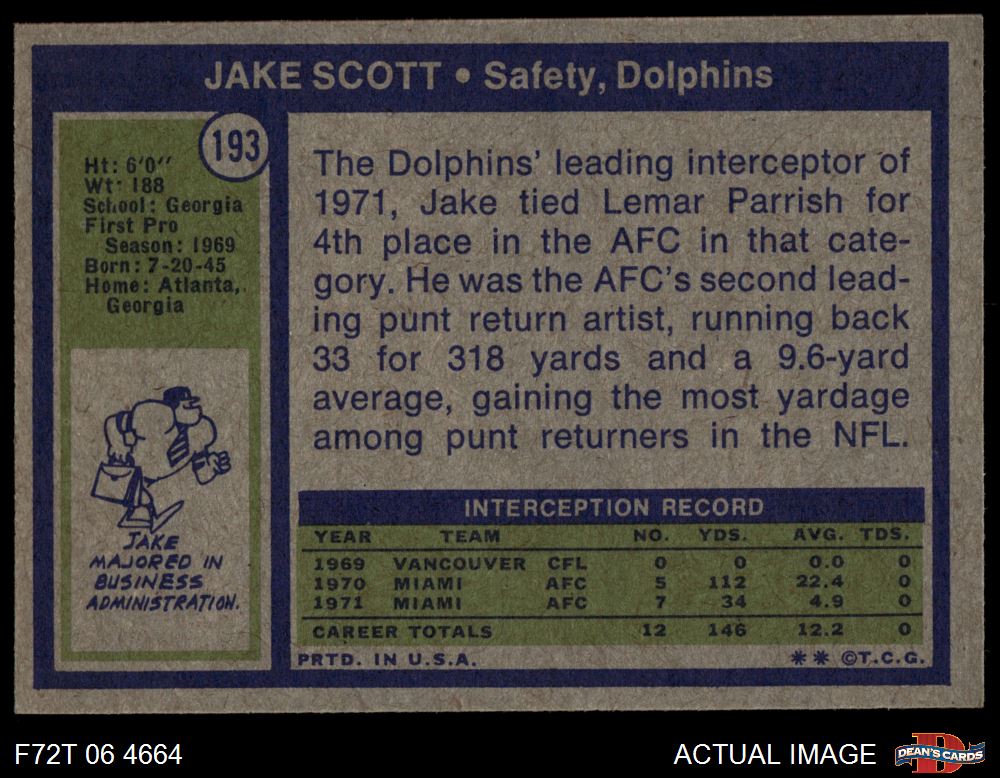 JAKE SCOTT • Safety, Dolphins
193
Ht: 6'0''
Wt: 188
School: Georgia
First Pro
Season: 1969
Born: 7-20-45
Home: Atlanta,
Georgia
JAKE
MAJORED IN
BUSINESS
ADMINISTRATION.
The Dolphins' leading interceptor of
1971, Jake tied Lemar Parrish for
4th place in the AFC in that cate-
gory. He was the AFC's second lead-
ing punt return artist, running back
33 for 318 yards and a 9.6-yard
average, gaining the most yardage
among punt returners in the NFL.
INTERCEPTION RECORD
YEAR TEAM NO. YDS. AVG. TDS.
1969 VANCOUVER CFL 0 0 0.0 0
1970 MIAMI AFC 5 112 22.4 0
1971 MIAMI AFC 7 34 4.9 0
CAREER TOTALS 12 146 12.2 0
PRTD. IN U.S.A. ** ©T.C.G.
F72T 06 4664 ACTUAL IMAGE DEAN'S CARDS